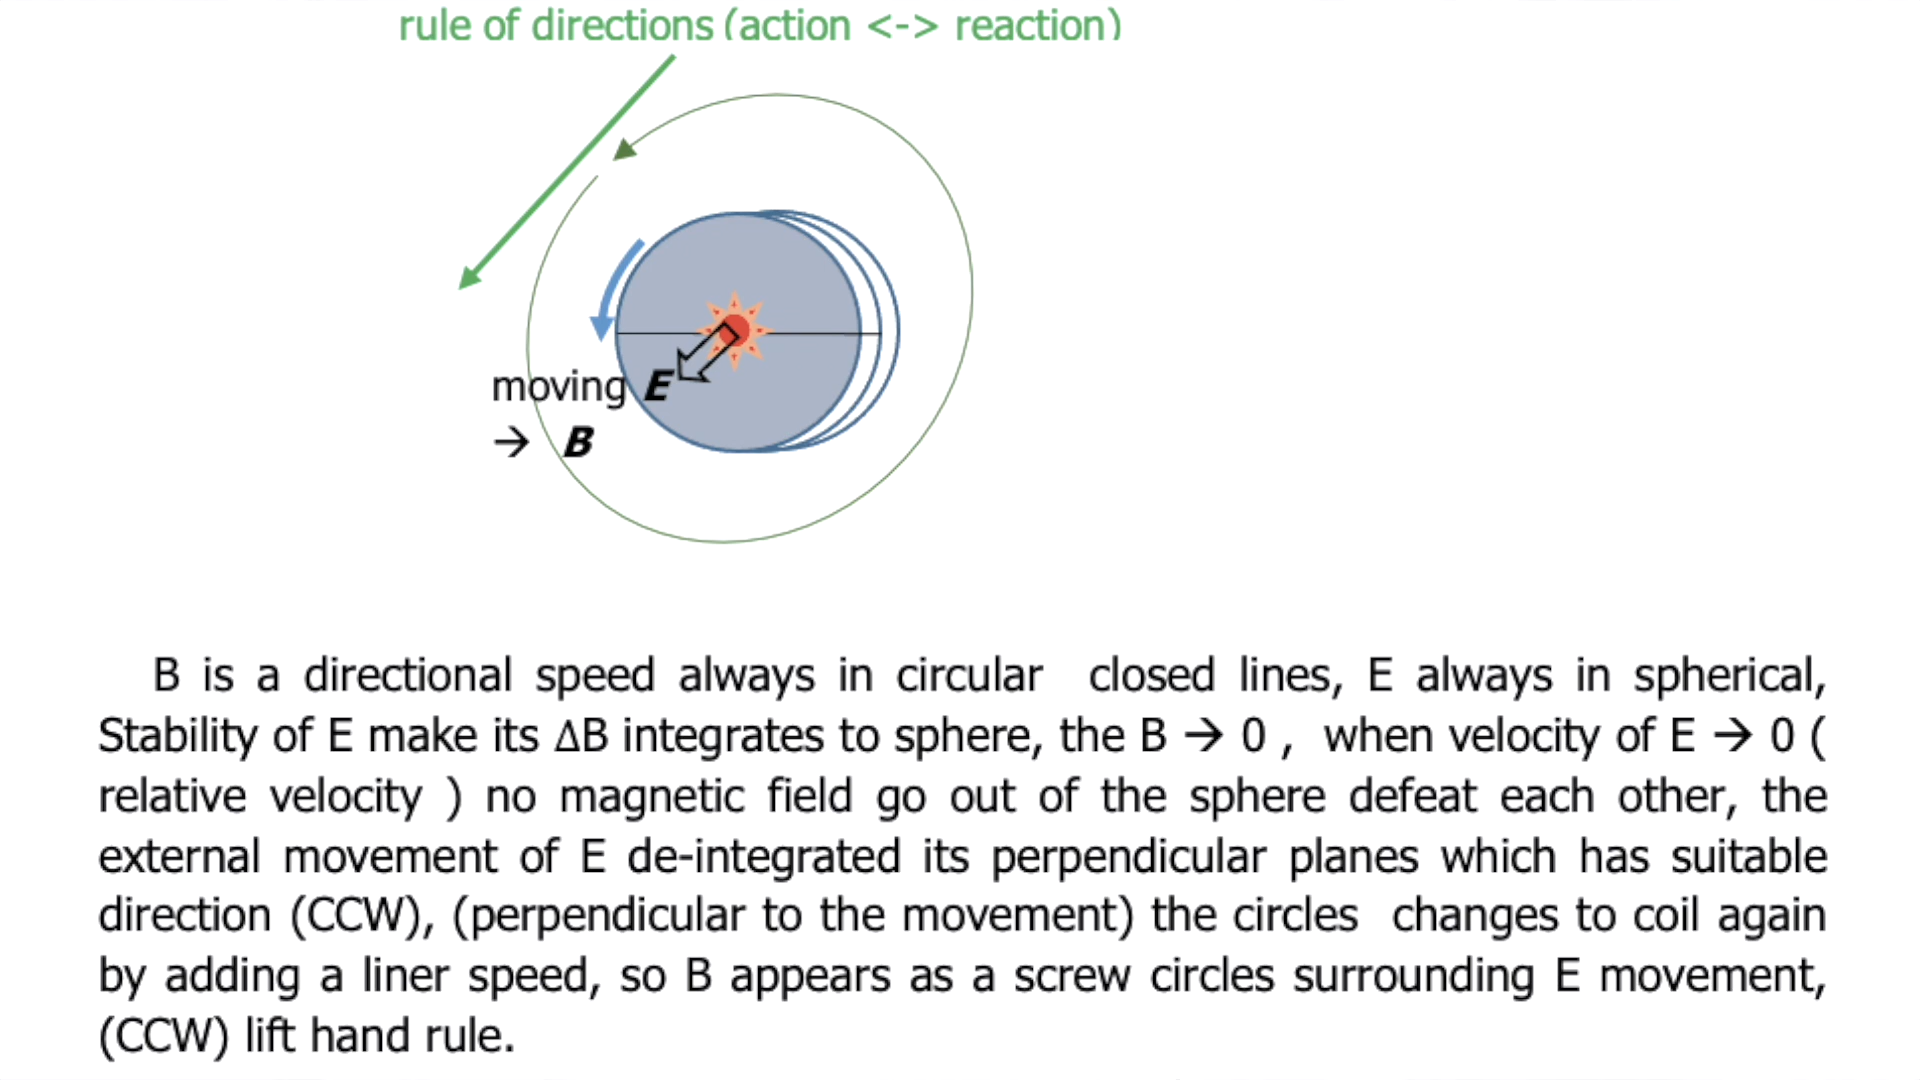 rule of directions (action <-> reaction)
moving E
→ B
B is a directional speed always in circular closed lines, E always in spherical,
Stability of E make its ΔB integrates to sphere, the B → 0 , when velocity of E → 0 (
relative velocity ) no magnetic field go out of the sphere defeat each other, the
external movement of E de-integrated its perpendicular planes which has suitable
direction (CCW), (perpendicular to the movement) the circles changes to coil again
by adding a liner speed, so B appears as a screw circles surrounding E movement,
(CCW) lift hand rule.